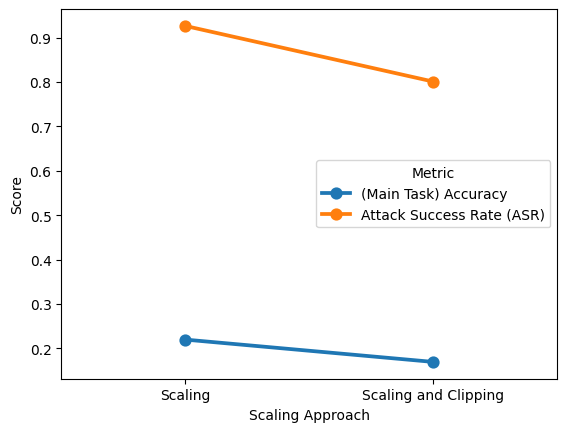 0.9
0.8
0.7
0.6
0.5
0.4
0.3
0.2
Score
Metric
(Main Task) Accuracy
Attack Success Rate (ASR)
Scaling
Scaling and Clipping
Scaling Approach